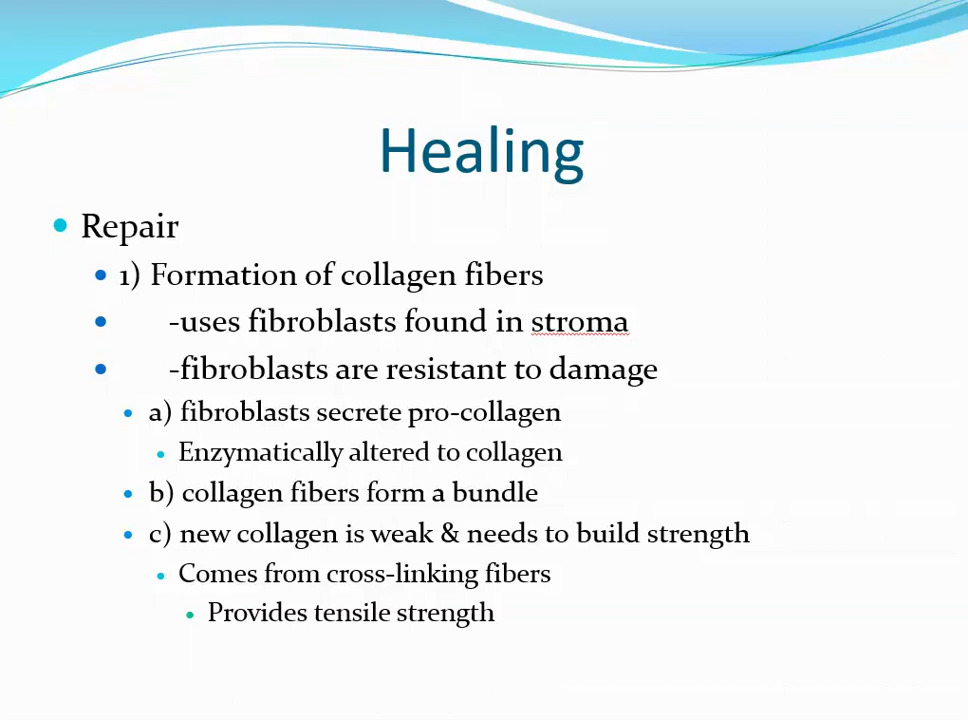 Healing
Repair
1) Formation of collagen fibers
-uses fibroblasts found in stroma
-fibroblasts are resistant to damage
a) fibroblasts secrete pro-collagen
Enzymatically altered to collagen
b) collagen fibers form a bundle
c) new collagen is weak & needs to build strength
Comes from cross-linking fibers
Provides tensile strength